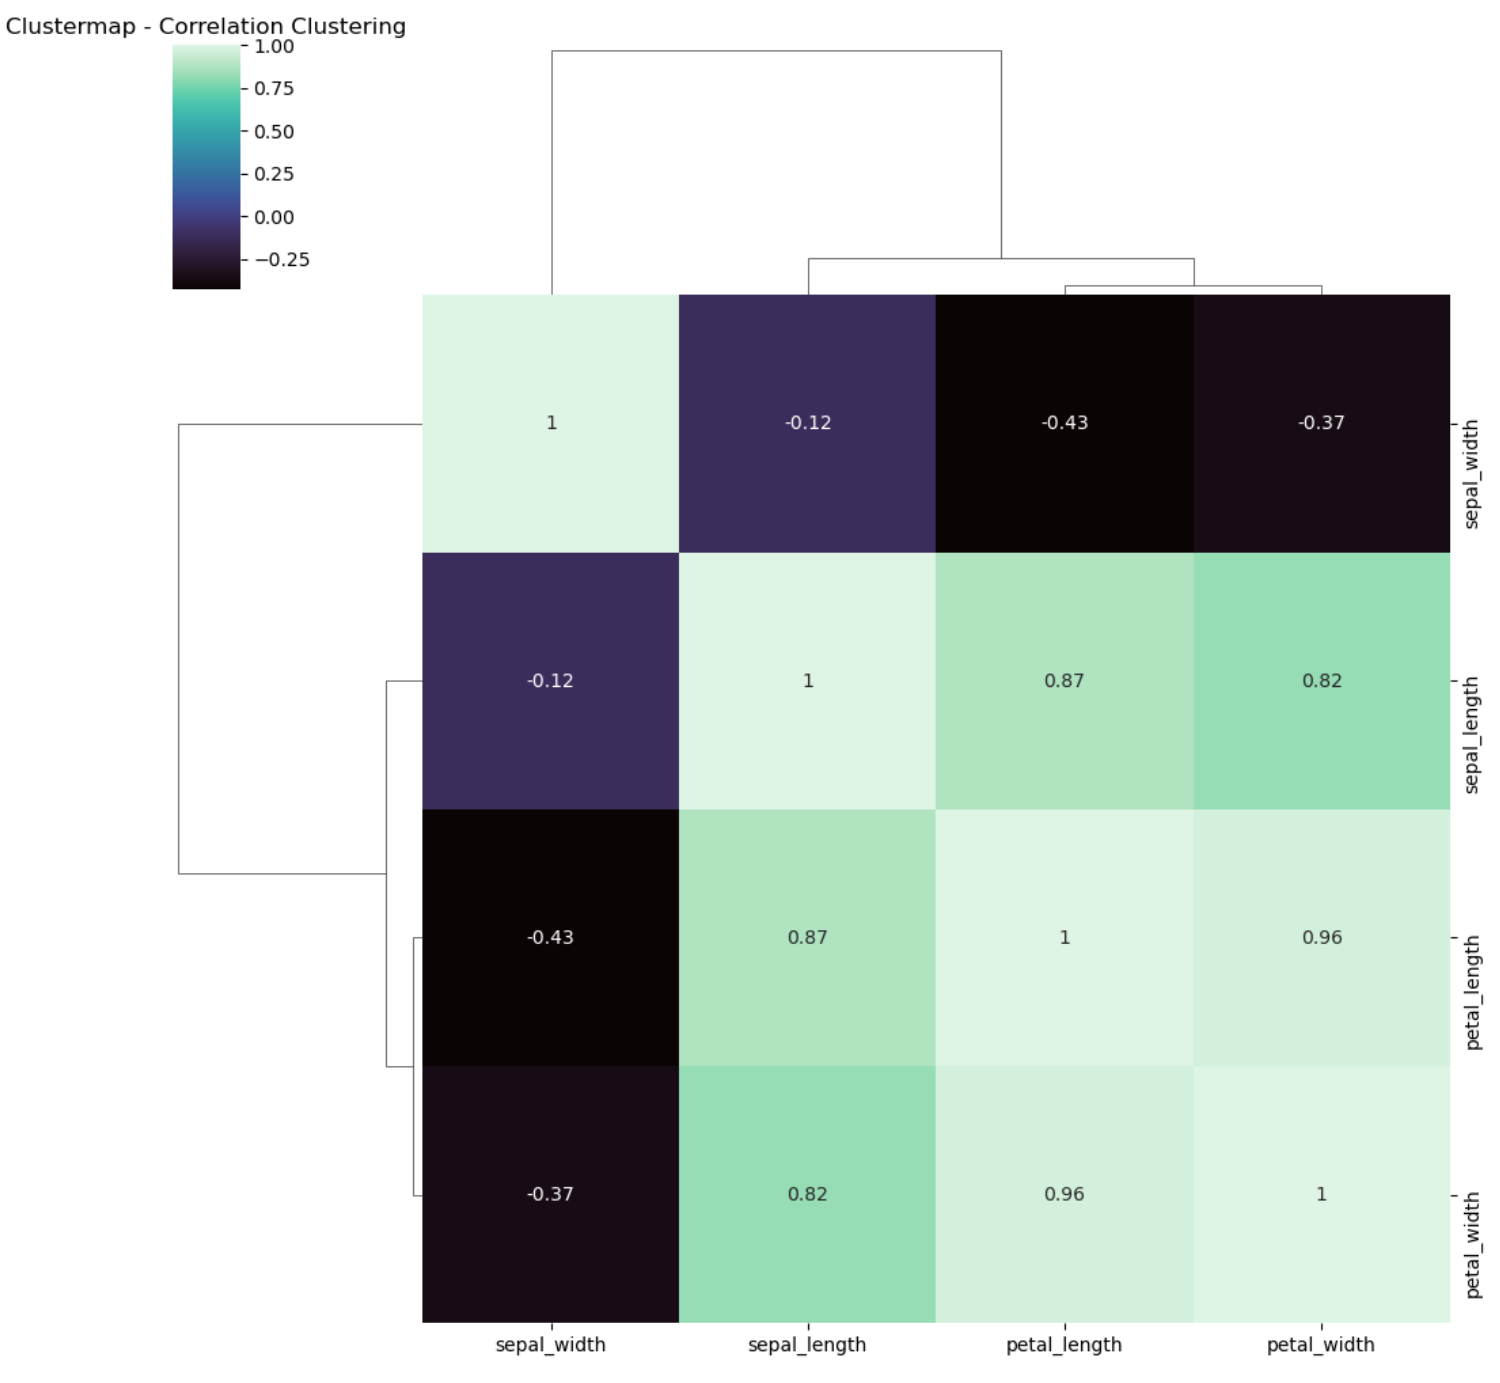 Clustermap - Correlation Clustering
1.00
0.75
0.50
0.25
0.00
−0.25
1 -0.12 -0.43 -0.37
sepal_width
-0.12 1 0.87 0.82
sepal_length
-0.43 0.87 1 0.96
petal_length
-0.37 0.82 0.96 1
petal_width
sepal_width sepal_length petal_length petal_width